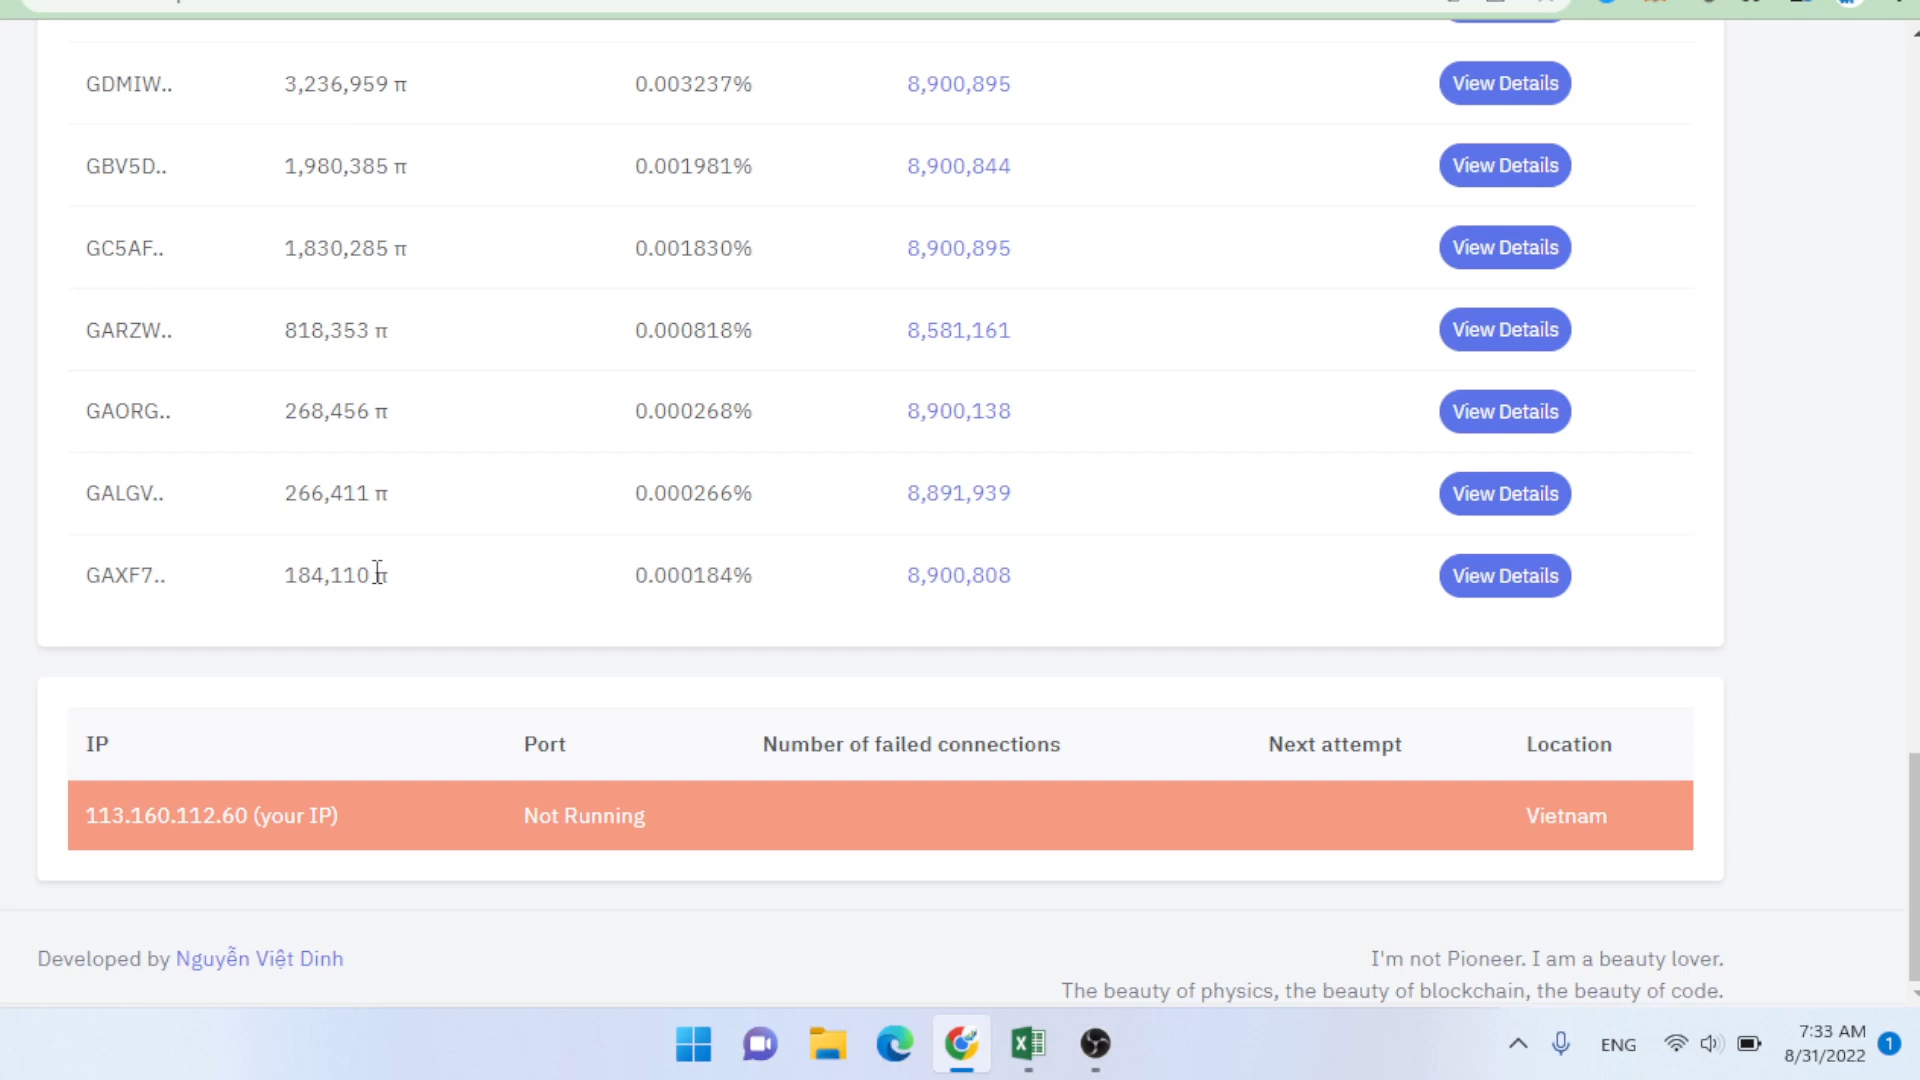 GDMIW.. 3,236,959 π 0.003237% 8,900,895 View Details
GBV5D.. 1,980,385 π 0.001981% 8,900,844 View Details
GC5AF.. 1,830,285 π 0.001830% 8,900,895 View Details
GARZW.. 818,353 π 0.000818% 8,581,161 View Details
GAORG.. 268,456 π 0.000268% 8,900,138 View Details
GALGV.. 266,411 π 0.000266% 8,891,939 View Details
GAXF7.. 184,110 π 0.000184% 8,900,808 View Details
IP Port Number of failed connections Next attempt Location
113.160.112.60 (your IP) Not Running Vietnam
Developed by Nguyễn Việt Dinh
I'm not Pioneer. I am a beauty lover.
The beauty of physics, the beauty of blockchain, the beauty of code.
ENG
7:33 AM
8/31/2022
1